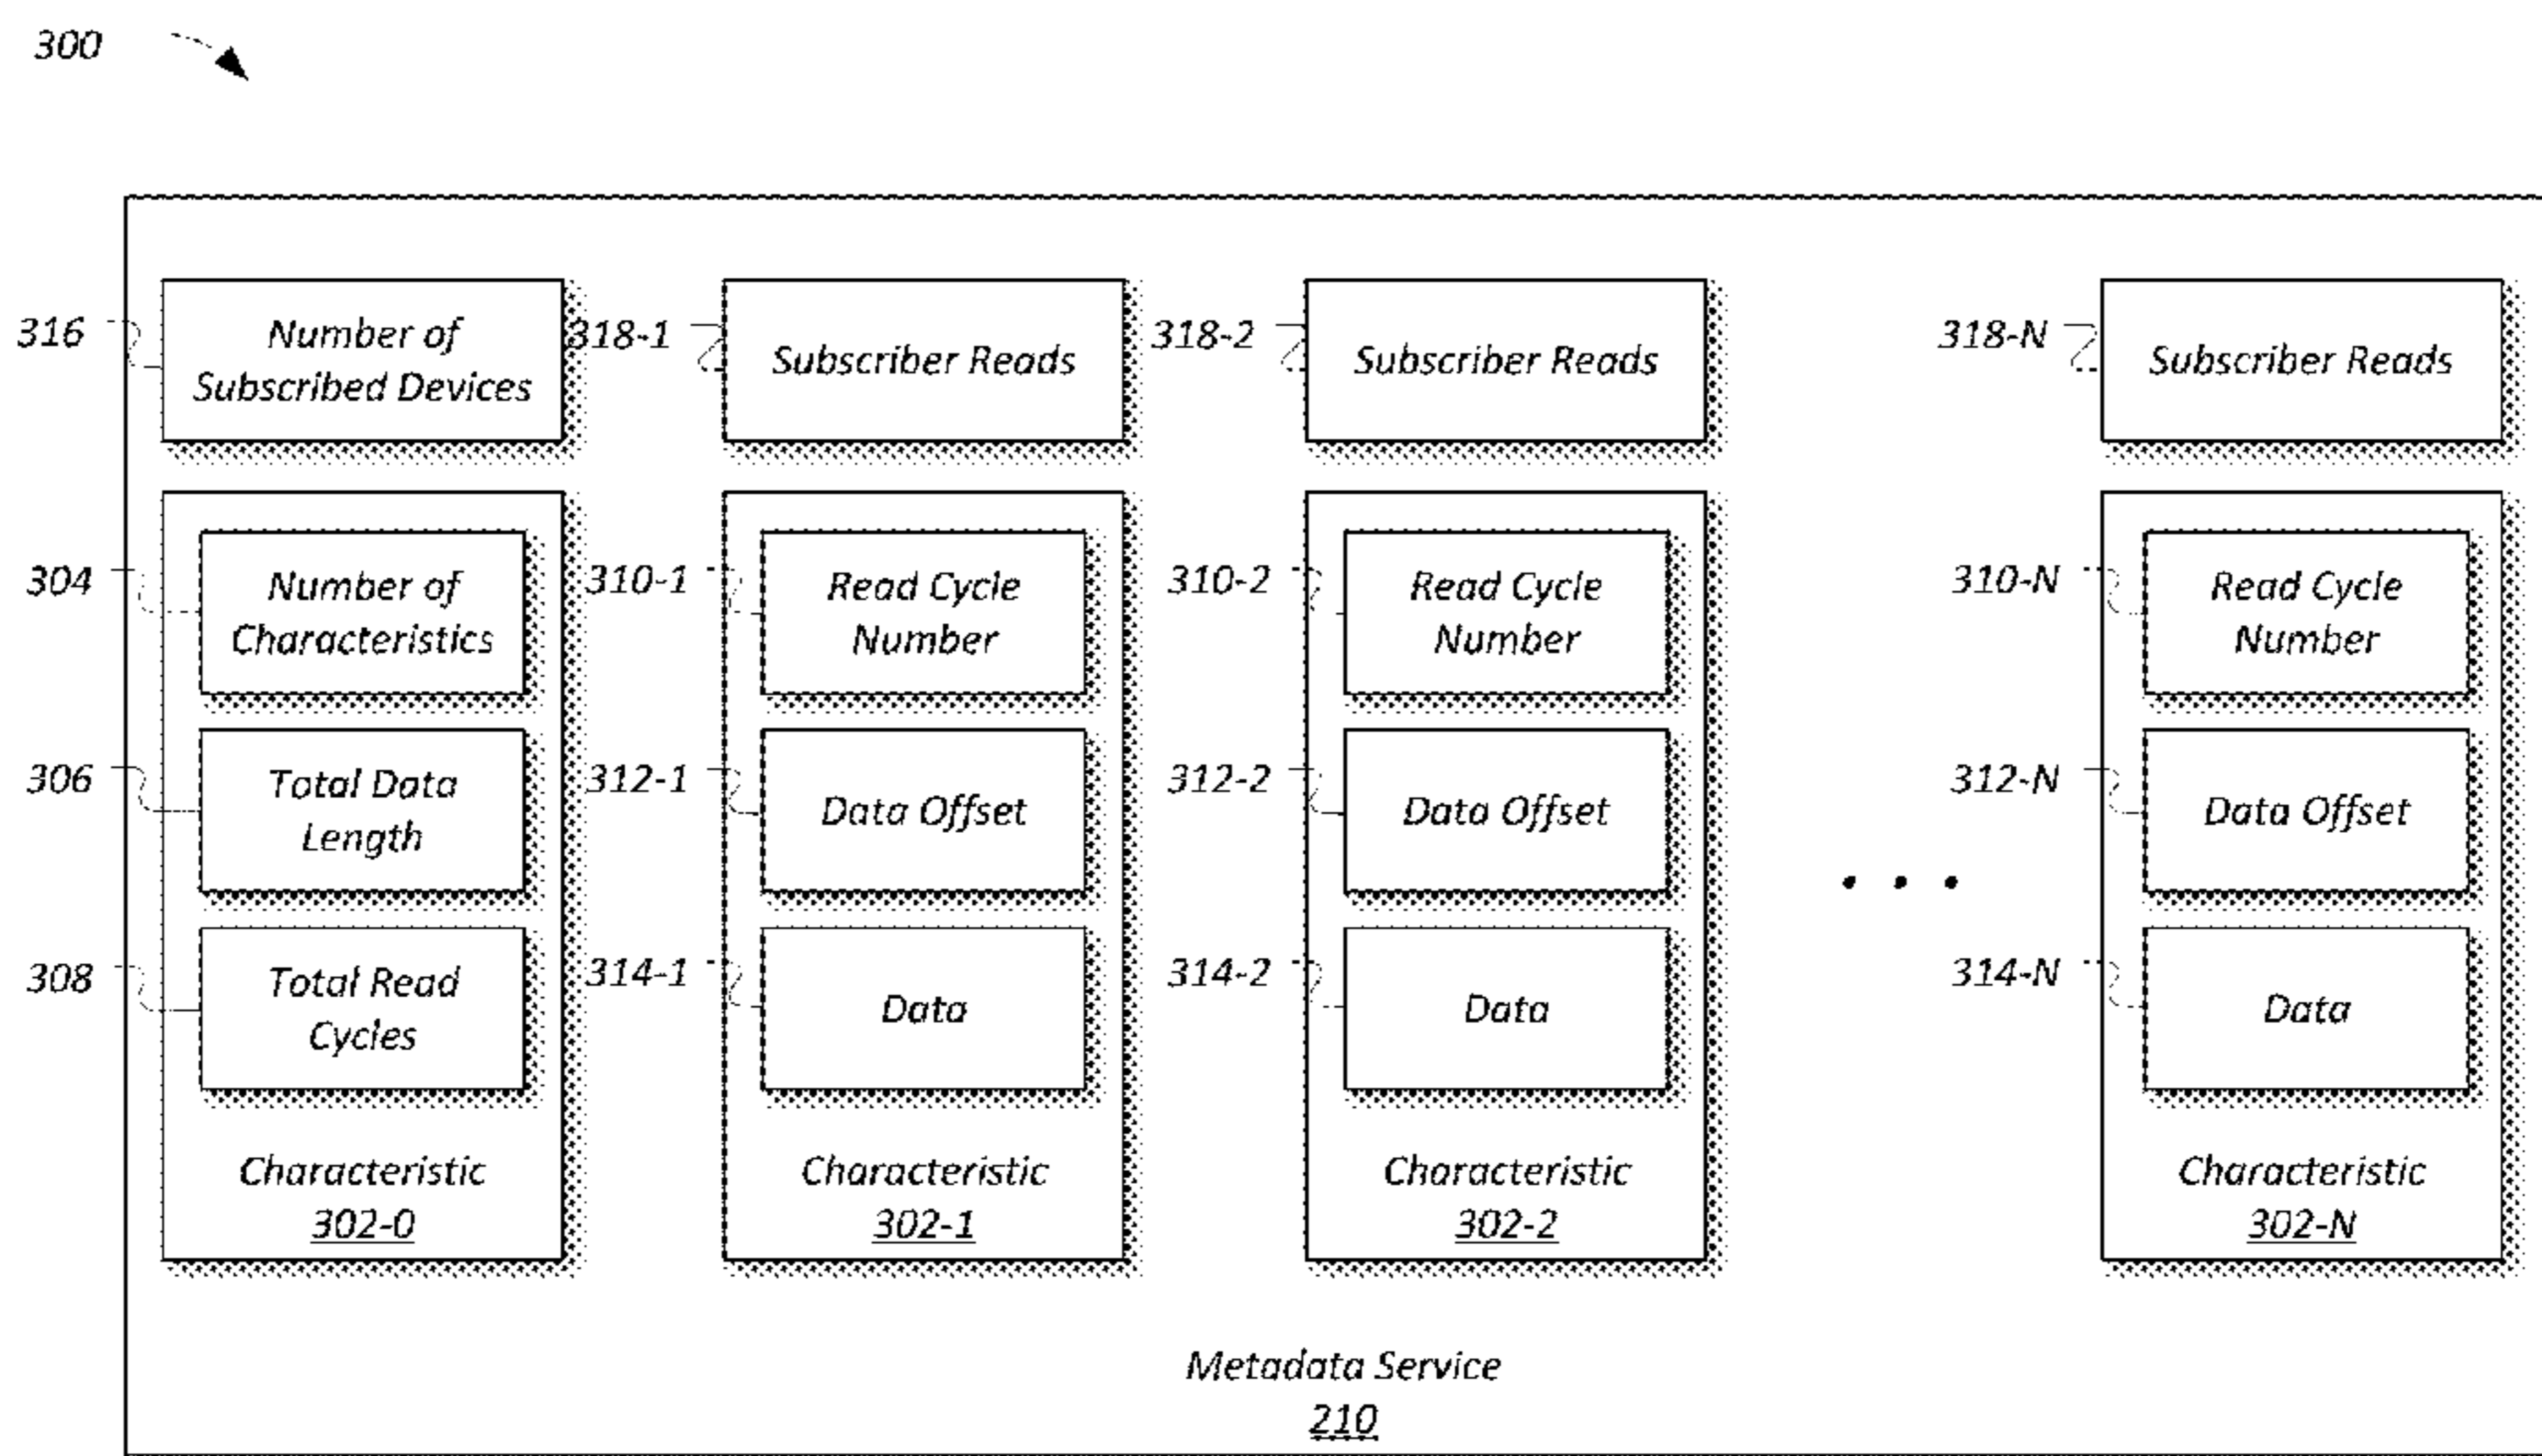 300
316
Number of
Subscribed Devices
318-1
Subscriber Reads
318-2
Subscriber Reads
318-N
Subscriber Reads
304
Number of
Characteristics
306
Total Data
Length
308
Total Read
Cycles
Characteristic
302-0
310-1
Read Cycle
Number
312-1
Data Offset
314-1
Data
Characteristic
302-1
310-2
Read Cycle
Number
312-2
Data Offset
314-2
Data
Characteristic
302-2
• • •
310-N
Read Cycle
Number
312-N
Data Offset
314-N
Data
Characteristic
302-N
Metadata Service
210